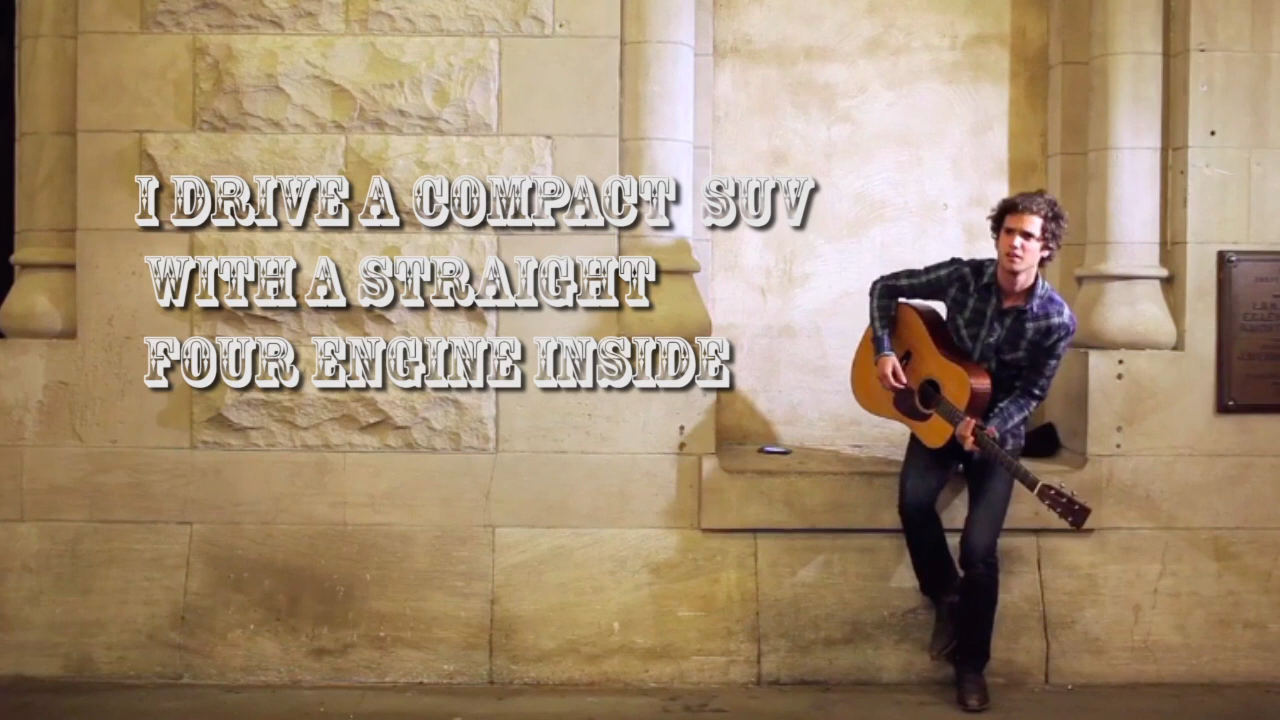 I DRIVE A COMPACT SUV
WITH A STRAIGHT
FOUR ENGINE INSIDE